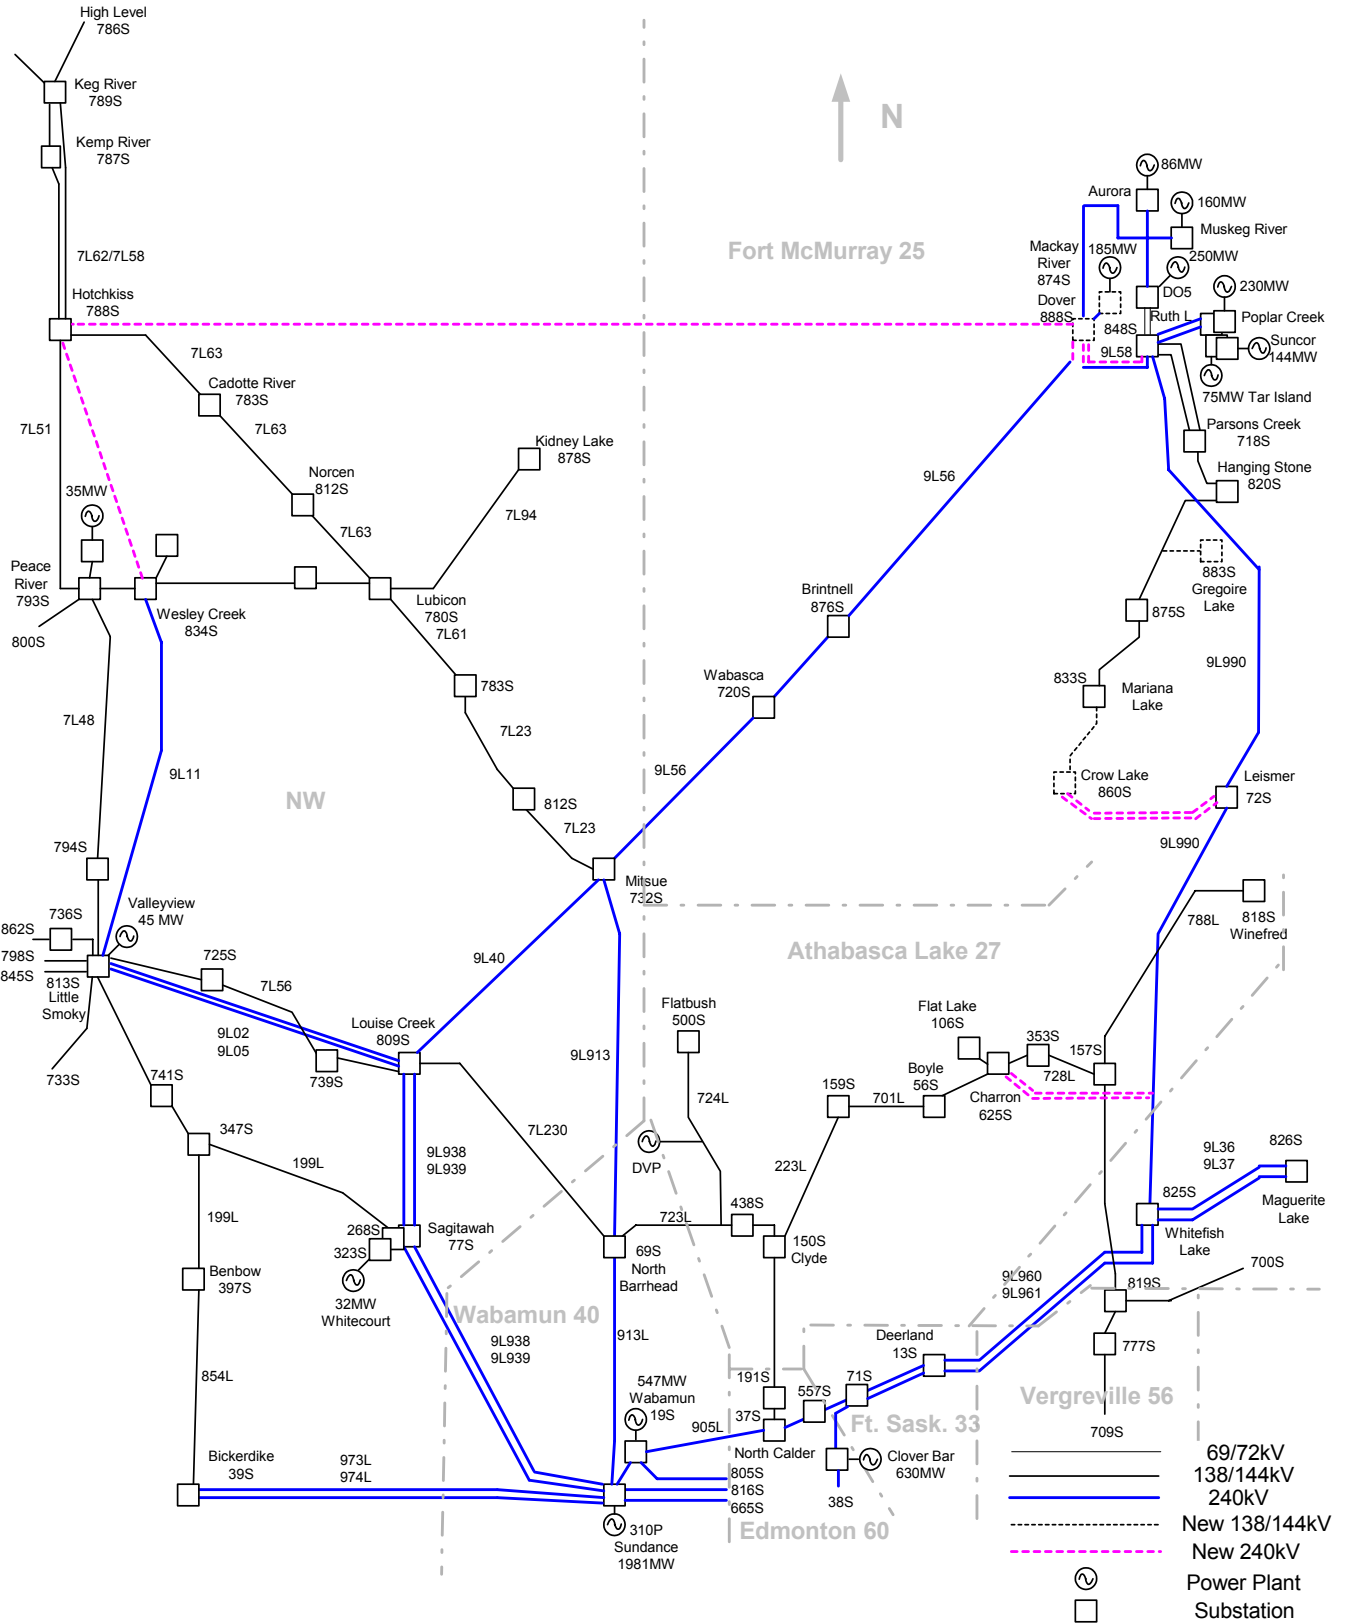 High Level
786S
Keg River
789S
Kemp River
787S
7L62/7L58
Hotchkiss
788S
7L63
Cadotte River
783S
7L63
7L51
Norcen
812S
7L63
Kidney Lake
878S
7L94
35MW
Peace
River
793S
800S
Wesley Creek
834S
Lubicon
780S
7L61
783S
7L23
812S
7L23
7L48
9L11
NW
794S
Valleyview
45 MW
736S
862S
798S
845S
813S
Little
Smoky
733S
725S
7L56
9L02
9L05
739S
Louise Creek
809S
9L40
Mitsue
732S
9L913
741S
347S
199L
199L
9L938
9L939
7L230
268S
323S
Sagitawah
77S
32MW
Whitecourt
Benbow
397S
854L
Bickerdike
39S
973L
974L
9L938
9L939
Wabamun 40
913L
69S
North
Barrhead
723L
438S
Flatbush
500S
724L
DVP
150S
Clyde
223L
159S
701L
Boyle
56S
Flat Lake
106S
Charron
625S
353S
728L
157S
547MW
Wabamun
19S
905L
191S
37S
North Calder
557S
71S
Deerland
13S
Ft. Sask. 33
Clover Bar
630MW
38S
805S
816S
665S
310P
Sundance
1981MW
Edmonton 60
N
Fort McMurray 25
86MW
Aurora
160MW
Muskeg River
Mackay
River
874S
185MW
250MW
DO5
Dover
888S
848S
Ruth L
230MW
Poplar Creek
Suncor
144MW
9L58
75MW Tar Island
Parsons Creek
718S
Hanging Stone
820S
883S
Gregoire
Lake
875S
833S
Mariana
Lake
9L56
Brintnell
876S
Wabasca
720S
9L56
9L990
Crow Lake
860S
Leismer
72S
9L990
788L
818S
Winefred
Athabasca Lake 27
9L36
9L37
826S
Maguerite
Lake
825S
Whitefish
Lake
9L960
9L961
819S
700S
777S
Vergreville 56
709S
69/72kV
138/144kV
240kV
New 138/144kV
New 240kV
Power Plant
Substation